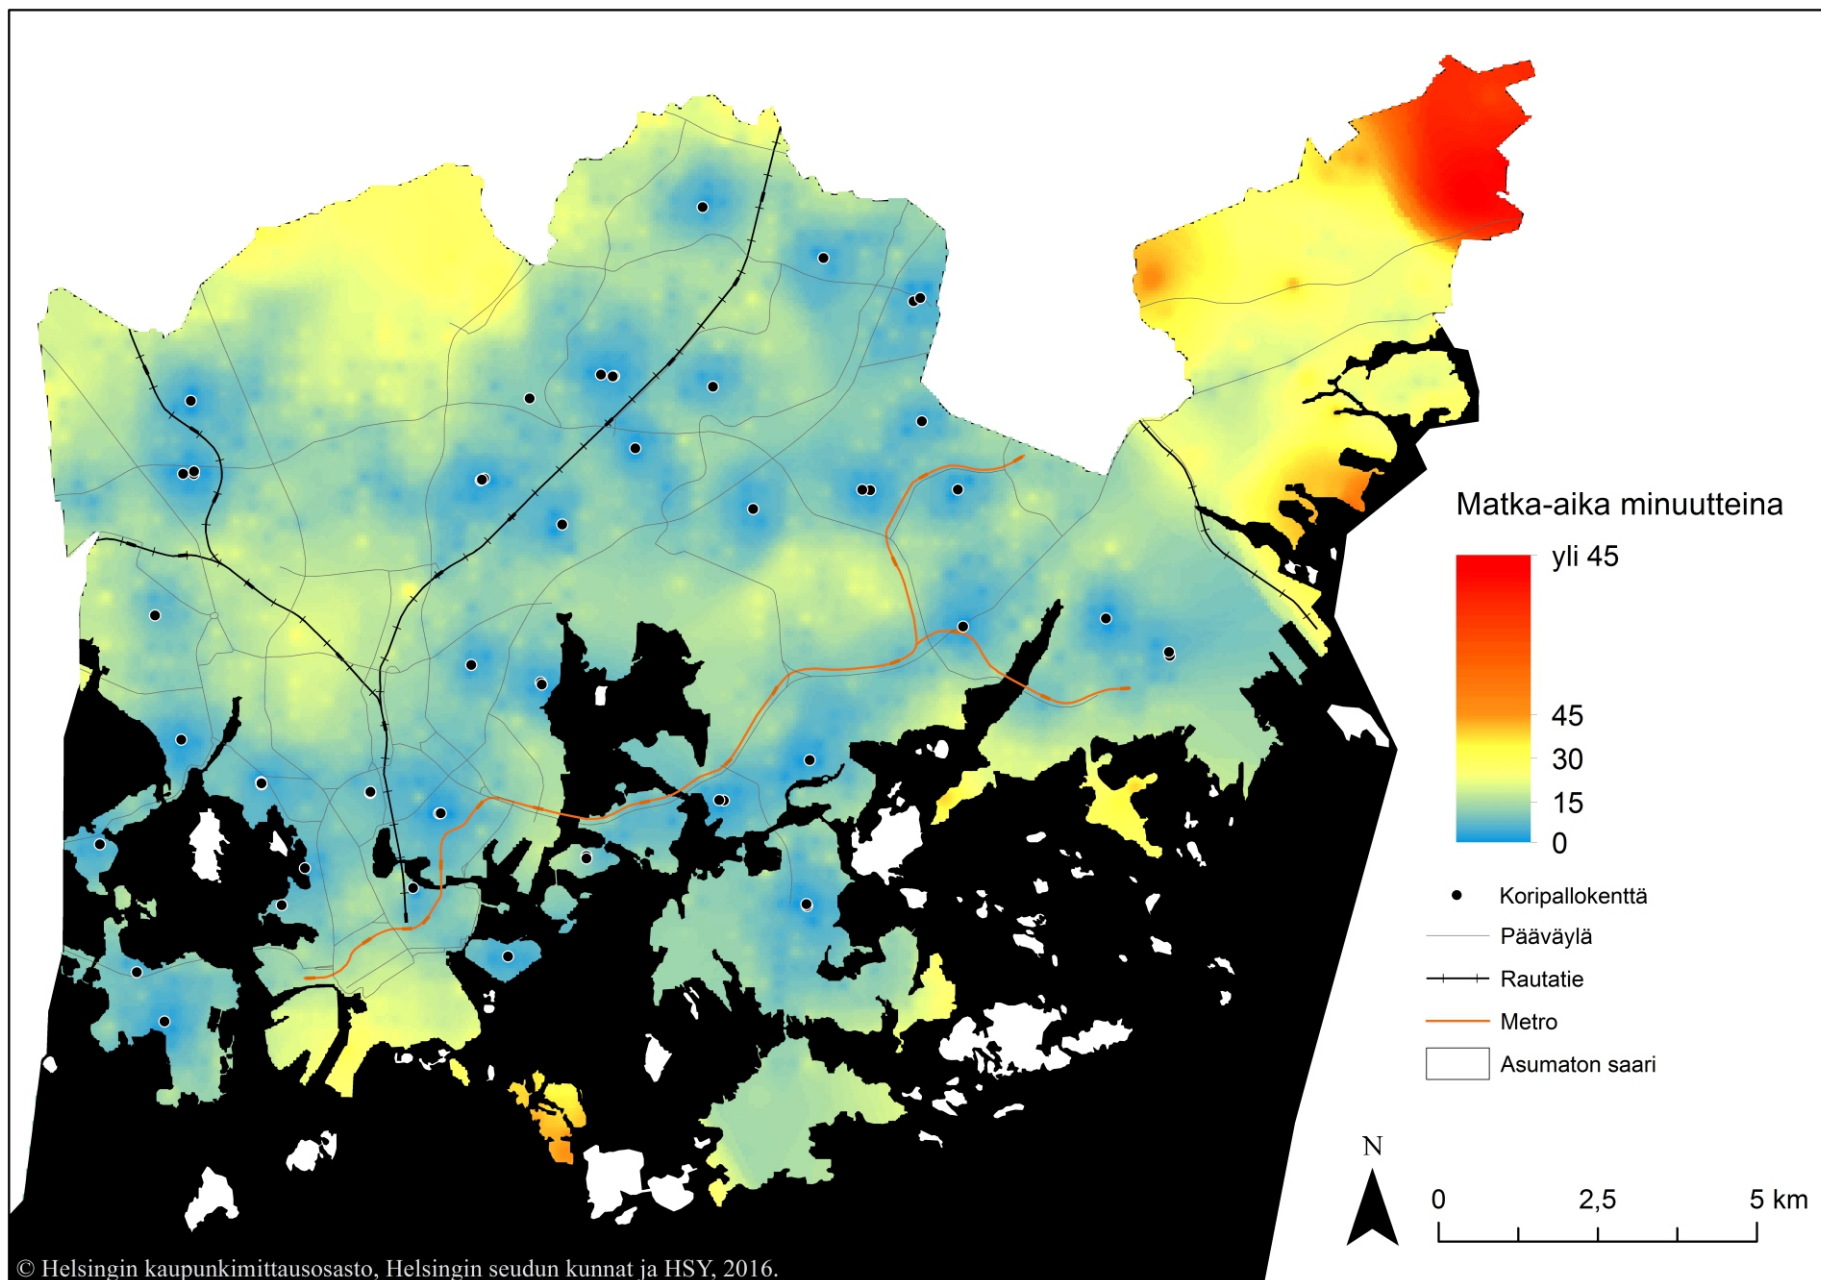 Matka-aika minuutteina
yli 45
45
30
15
0
Koripallokenttä
Pääväylä
Rautatie
Metro
Asumaton saari
N
0 2,5 5 km
© Helsingin kaupunkimittausosasto, Helsingin seudun kunnat ja HSY, 2016.